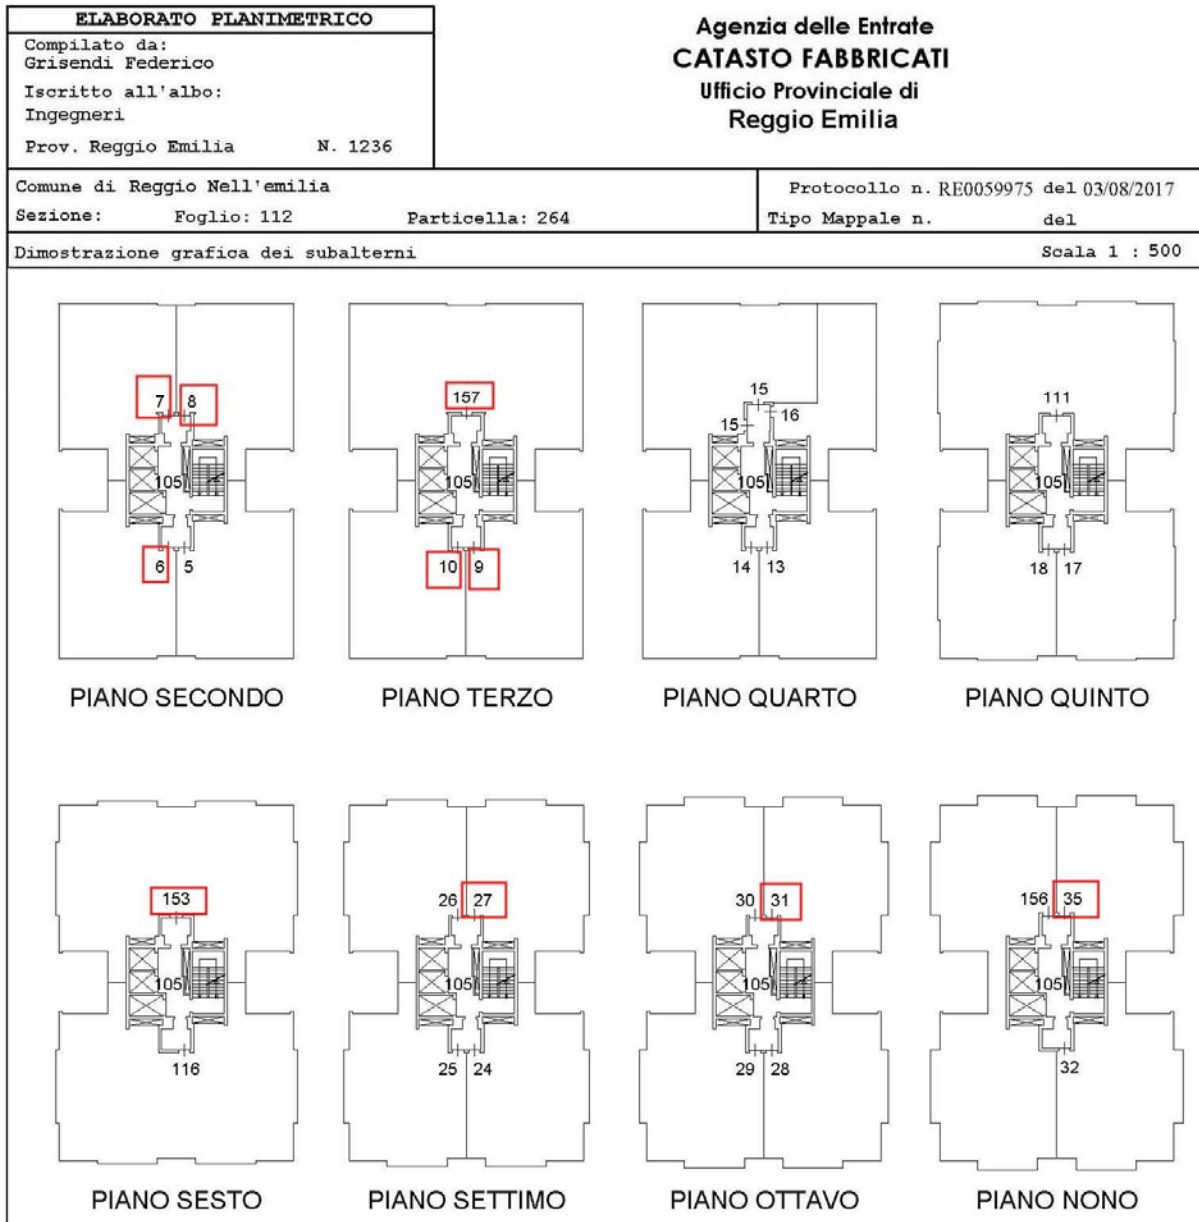 ELABORATO PLANIMETRICO
Compilato da:
Grisendi Federico
Iscritto all'albo:
Ingegneri
Prov. Reggio Emilia N. 1236
Agenzia delle Entrate
CATASTO FABBRICATI
Ufficio Provinciale di
Reggio Emilia
Comune di Reggio Nell'emilia
Sezione: Foglio: 112 Particella: 264
Protocollo n. RE0059975 del 03/08/2017
Tipo Mappale n. del
Dimostrazione grafica dei subalterni Scala 1 : 500
7 8
105
6 5
PIANO SECONDO
157
105
10 9
PIANO TERZO
15
16
15
105
14 13
PIANO QUARTO
111
105
18 17
PIANO QUINTO
153
105
116
PIANO SESTO
26 27
105
25 24
PIANO SETTIMO
30 31
105
29 28
PIANO OTTAVO
156 35
105
32
PIANO NONO